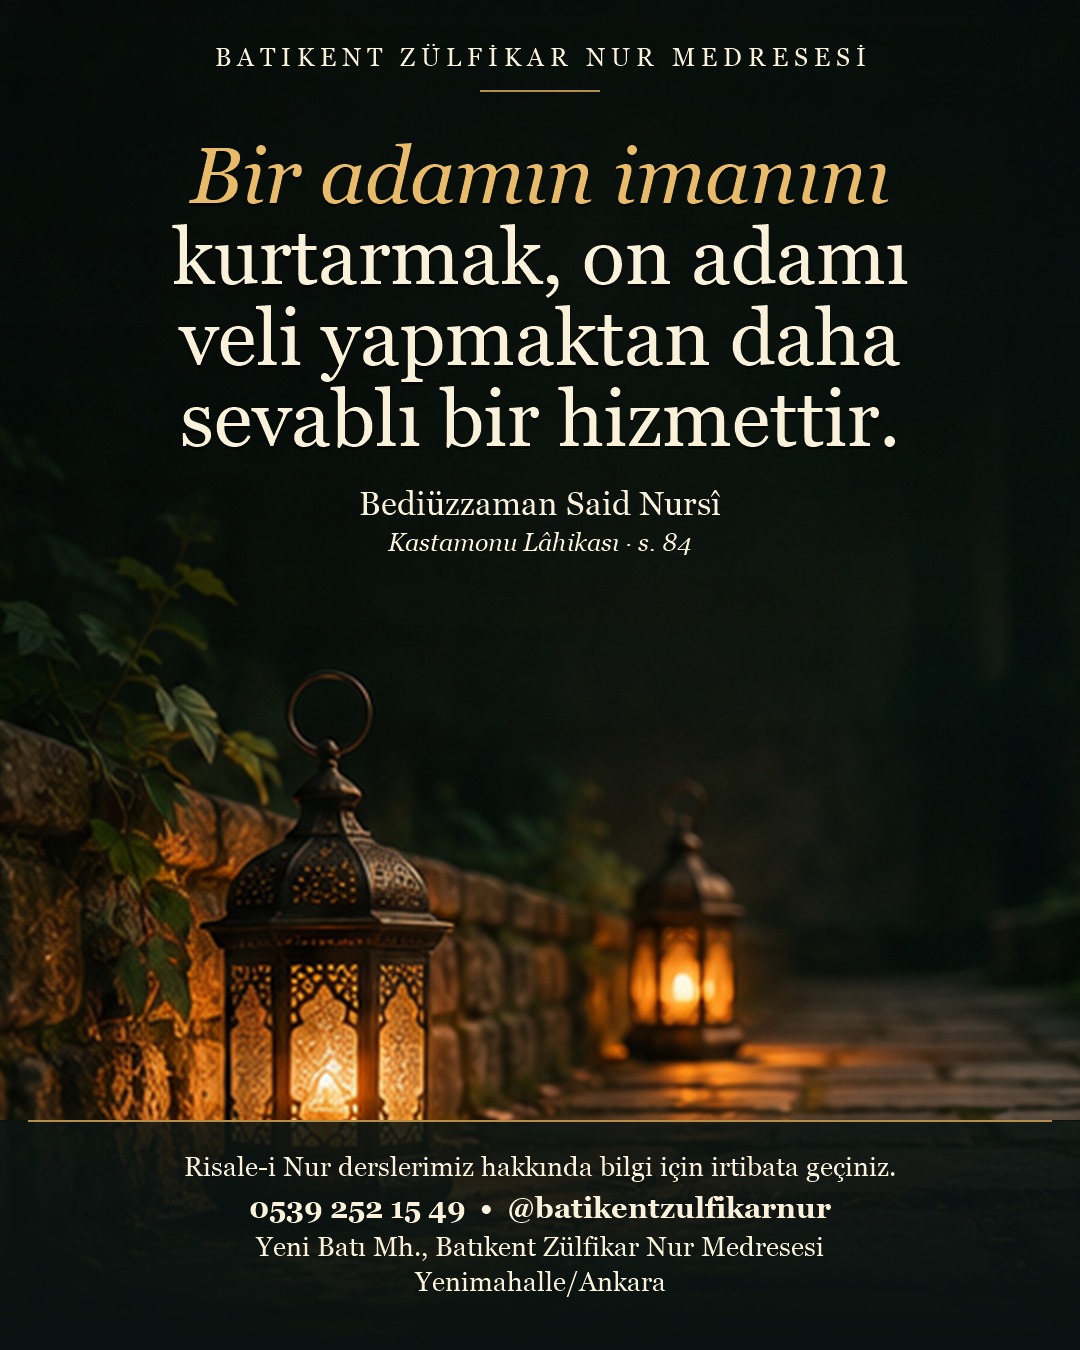 BATIKENT ZÜLFİKAR NUR MEDRESESİ
Bir adamın imanını
kurtarmak, on adamı
veli yapmaktan daha
sevablı bir hizmettir.
Bediüzzaman Said Nursî
Kastamonu Lâhikası · s. 84
Risale-i Nur derslerimiz hakkında bilgi için irtibata geçiniz.
0539 252 15 49 • @batikentzulfikarnur
Yeni Batı Mh., Batıkent Zülfikar Nur Medresesi
Yenimahalle/Ankara